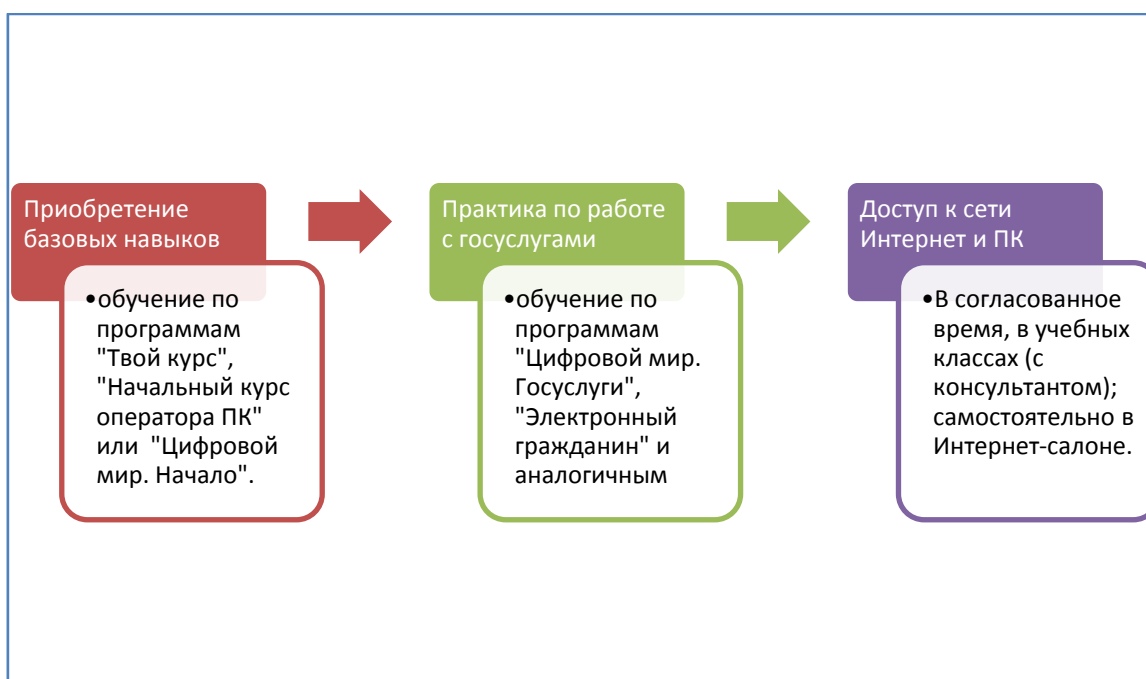 Приобретение
базовых навыков
•обучение по
программам
"Твой курс",
"Начальный курс
оператора ПК"
или "Цифровой
мир. Начало".
Практика по работе
с госуслугами
•обучение по
программам
"Цифровой мир.
Госуслуги",
"Электронный
гражданин" и
аналогичным
Доступ к сети
Интернет и ПК
•В согласованное
время, в учебных
классах (с
консультантом);
самостоятельно в
Интернет-салоне.